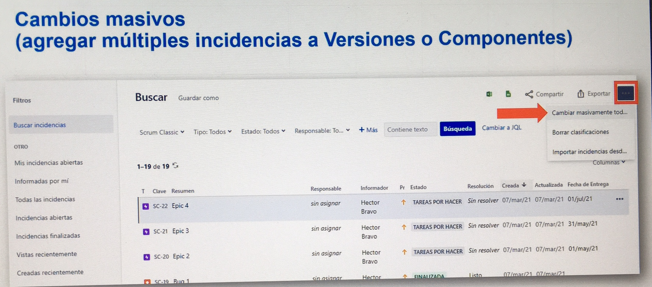 Cambios masivos
(agregar múltiples incidencias a Versiones o Componentes)
Filtros
Buscar incidencias
OTRO
Mis incidencias abiertas
Informadas por mí
Todas las incidencias
Incidencias abiertas
Incidencias finalizadas
Vistas recientemente
Creadas recientemente
Buscar Guardar como
Compartir Exportar ...
Cambiar masivamente tod...
Borrar clasificaciones
Importar incidencias desd...
Scrum Classic Tipo: Todos Estado: Todos Responsable: To... + Más Contiene texto Búsqueda Cambiar a JQL
1–19 de 19
Columnas
T Clave Resumen Responsable Informador Pr Estado Resolución Creada Actualizada Fecha de Entrega
SC-22 Epic 4 sin asignar Hector Bravo TAREAS POR HACER Sin resolver 07/mar/21 07/mar/21 01/jul/21 ...
SC-21 Epic 3 sin asignar Hector Bravo TAREAS POR HACER Sin resolver 07/mar/21 07/mar/21 31/may/21
SC-20 Epic 2 sin asignar Hector Bravo TAREAS POR HACER Sin resolver 07/mar/21 07/mar/21 01/may/21
SC-19 Bug 1 sin asignar Hector FINALIZADA Listo 07/mar/21 07/mar/21